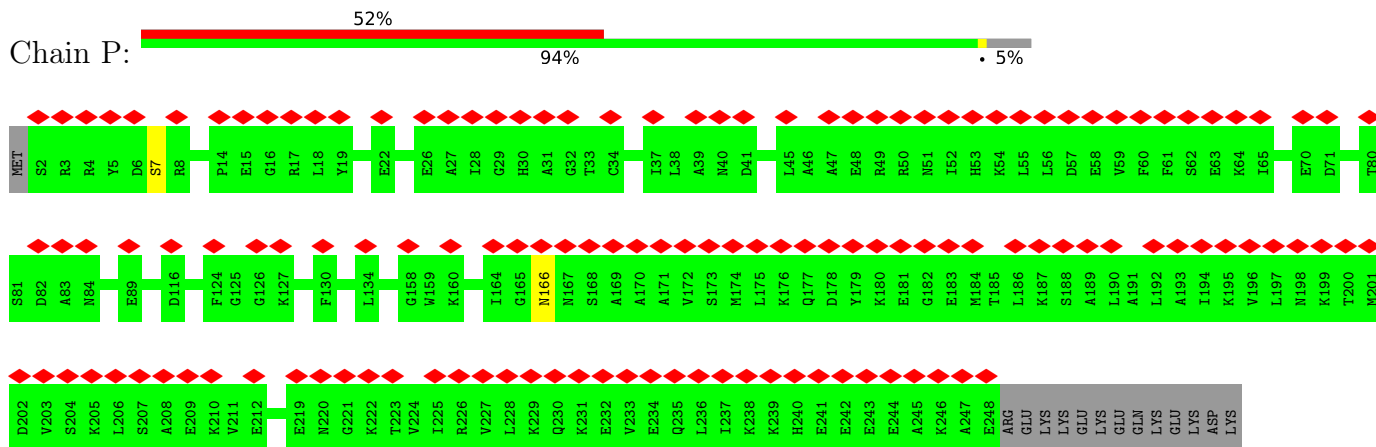 52%
Chain P:
94% • 5%
MET S2 R3 R4 Y5 D6 S7 R8 P14 E15 G16 R17 L18 Y19 E22 E26 A27 I28 G29 H30 A31 G32 T33 C34 I37 L38 A39 N40 D41 L45 A46 A47 E48 R49 R50 N51 I52 H53 K54 L55 L56 D57 E58 V59 F60 F61 S62 E63 K64 I65 E70 D71 T80
S81 D82 A83 N84 E89 D116 F124 G125 G126 K127 F130 L134 G158 W159 K160 I164 G165 N166 N167 S168 A169 A170 A171 V172 S173 M174 L175 K176 Q177 D178 Y179 K180 E181 G182 E183 M184 T185 L186 K187 S188 A189 L190 A191 L192 A193 I194 K195 V196 L197 N198 K199 T200 M201
D202 V203 S204 K205 L206 S207 A208 E209 K210 V211 E212 E219 N220 G221 K222 T223 V224 I225 R226 V227 L228 K229 Q230 K231 E232 V233 E234 Q235 L236 I237 K238 K239 H240 E241 E242 E243 E244 A245 K246 A247 E248 ARG GLU LYS LYS GLU LYS GLU GLN LYS GLU LYS ASP LYS